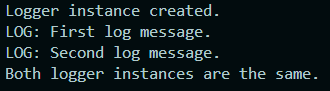 Logger instance created.
LOG: First log message.
LOG: Second log message.
Both logger instances are the same.